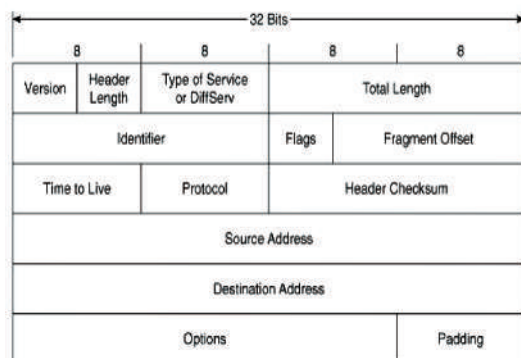 32 Bits
8 8 8 8
Version Header Length Type of Service or DiffServ Total Length
Identifier Flags Fragment Offset
Time to Live Protocol Header Checksum
Source Address
Destination Address
Options Padding